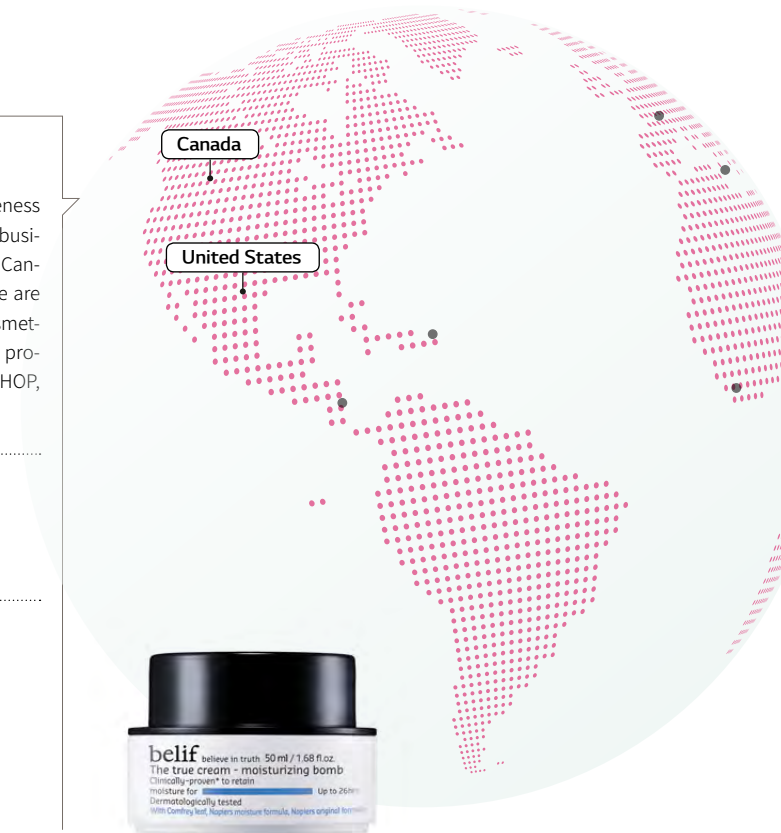 eness
busi-
Can-
e are
smet-
pro-
HOP,
Canada
United States
belif believe in truth 50 ml / 1.68 fl.oz.
The true cream - moisturizing bomb
Clinically-proven* to retain
moisture for Up to 26hr
Dermatologically tested
With Comfrey leaf, Napiers moisture formula, Napiers original